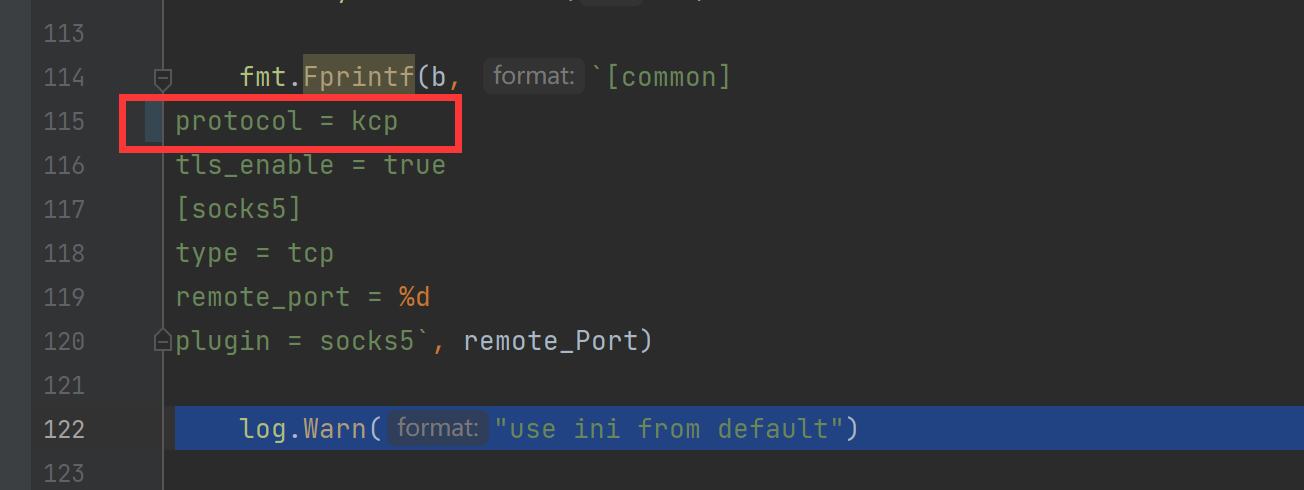 113
114 fmt.Fprintf(b, format: `[common]
115 protocol = kcp
116 tls_enable = true
117 [socks5]
118 type = tcp
119 remote_port = %d
120 plugin = socks5`, remote_Port)
121
122 log.Warn( format: "use ini from default")
123